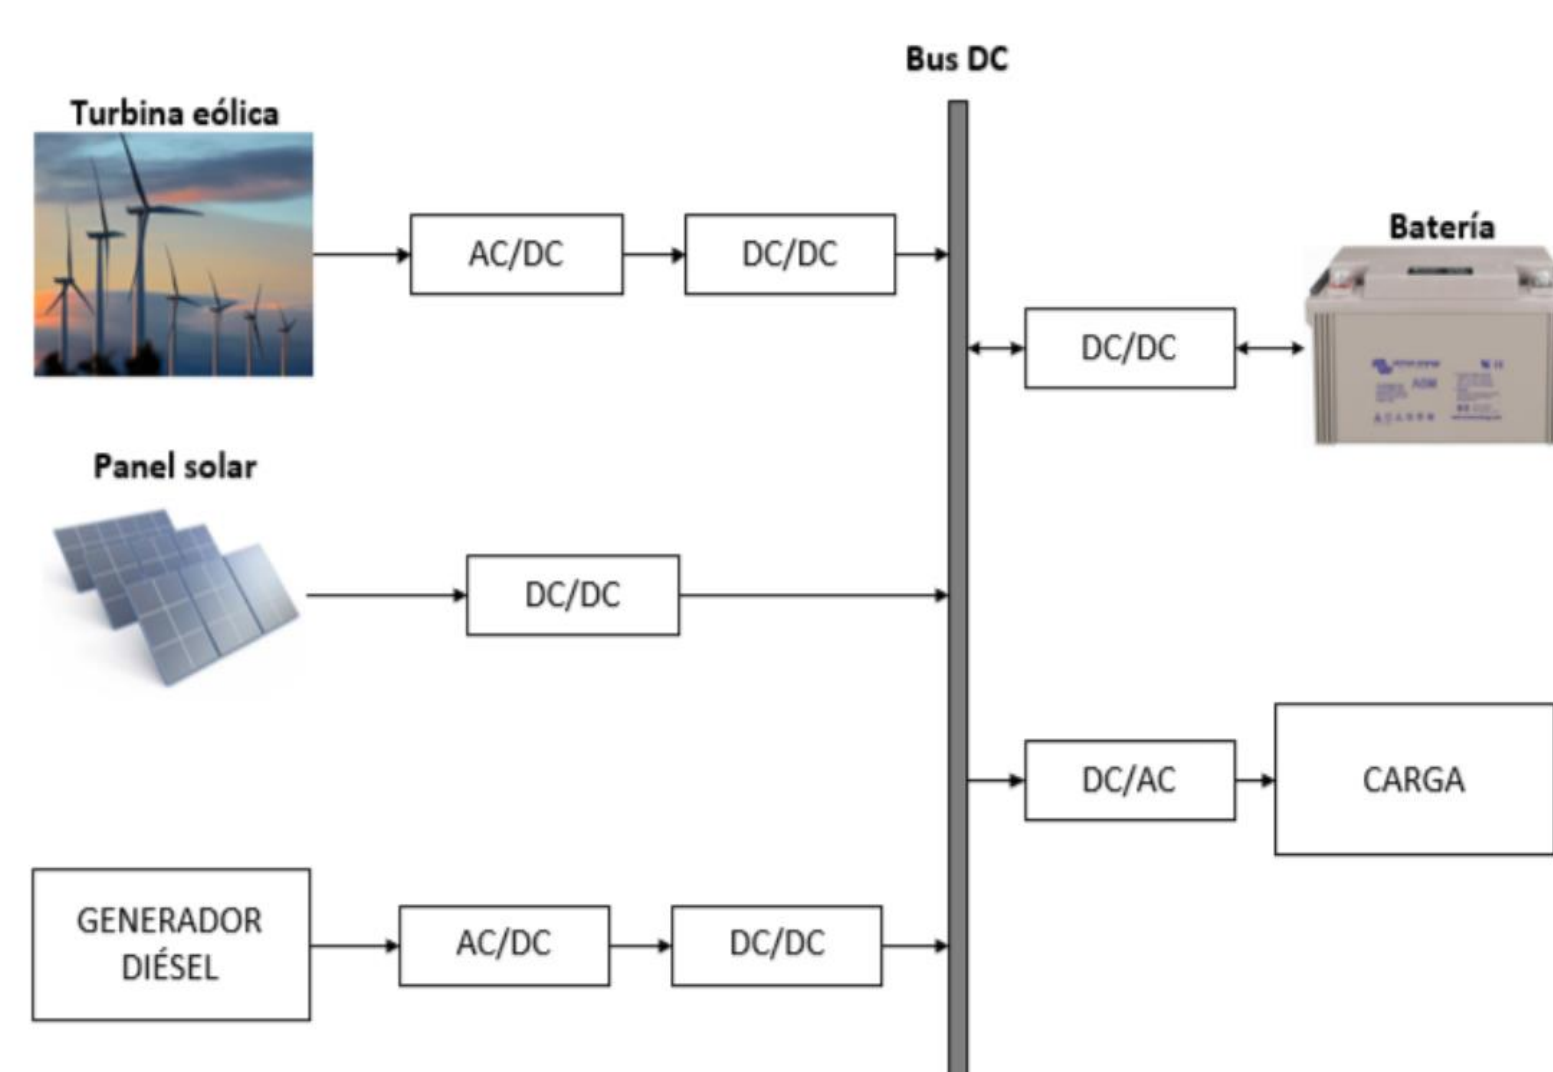 Bus DC
Turbina eólica
AC/DC
DC/DC
Batería
DC/DC
Panel solar
DC/DC
DC/AC
CARGA
GENERADOR
DIÉSEL
AC/DC
DC/DC